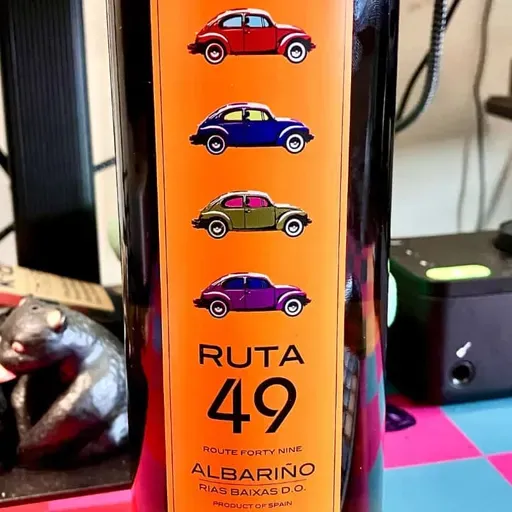 RUTA
49
ROUTE FORTY NINE
ALBARIÑO
RIAS BAIXAS D.O.
PRODUCT OF SPAIN